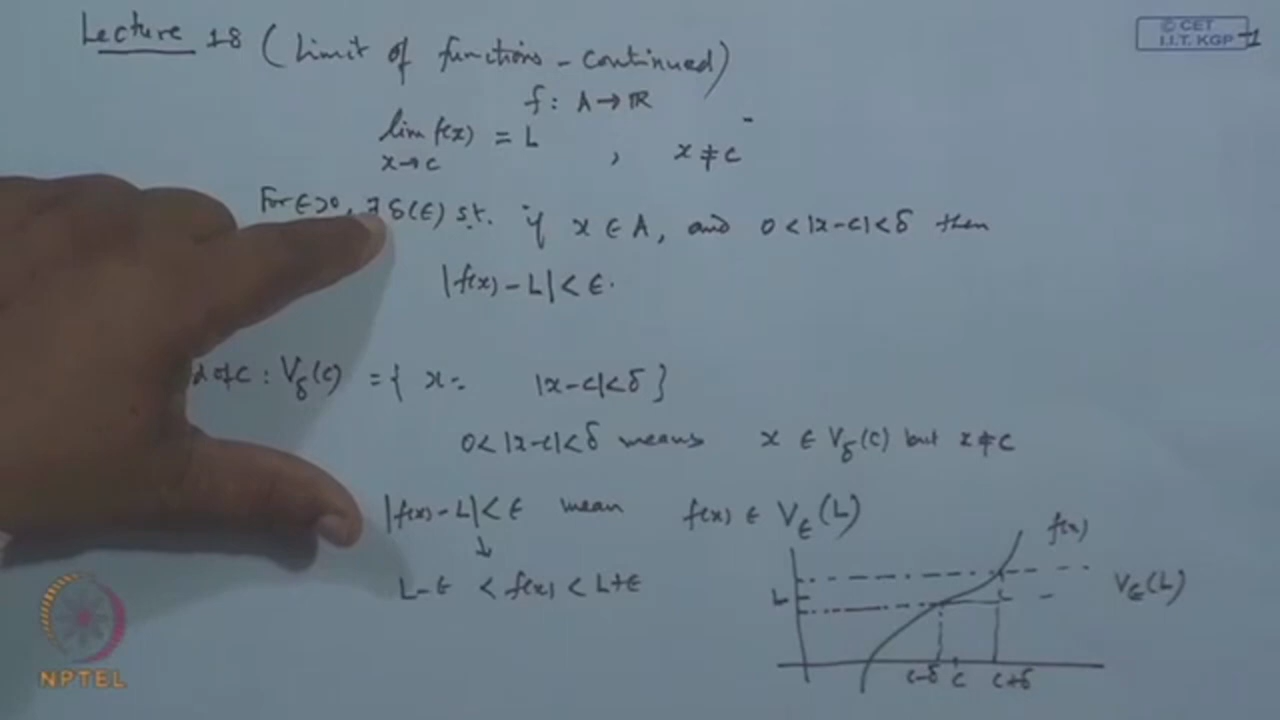 Lecture 18 (Limit of functions - continued)
© CET
I.I.T. KGP
f: A → ℝ
lim f(x) = L , x ≠ c
x→c
For ε>0, ∃ δ(ε) s.t. if x ∈ A, and 0<|x-c|<δ then
|f(x) - L| < ε.
of c : V_δ(c) = { x : |x-c|<δ }
0<|x-c|<δ means x ∈ V_δ(c) but x ≠ c
|f(x) - L| < ε mean f(x) ∈ V_ε(L)
↓
L-ε < f(x) < L+ε
f(x)
L
V_ε(L)
c-δ c c+δ
NPTEL